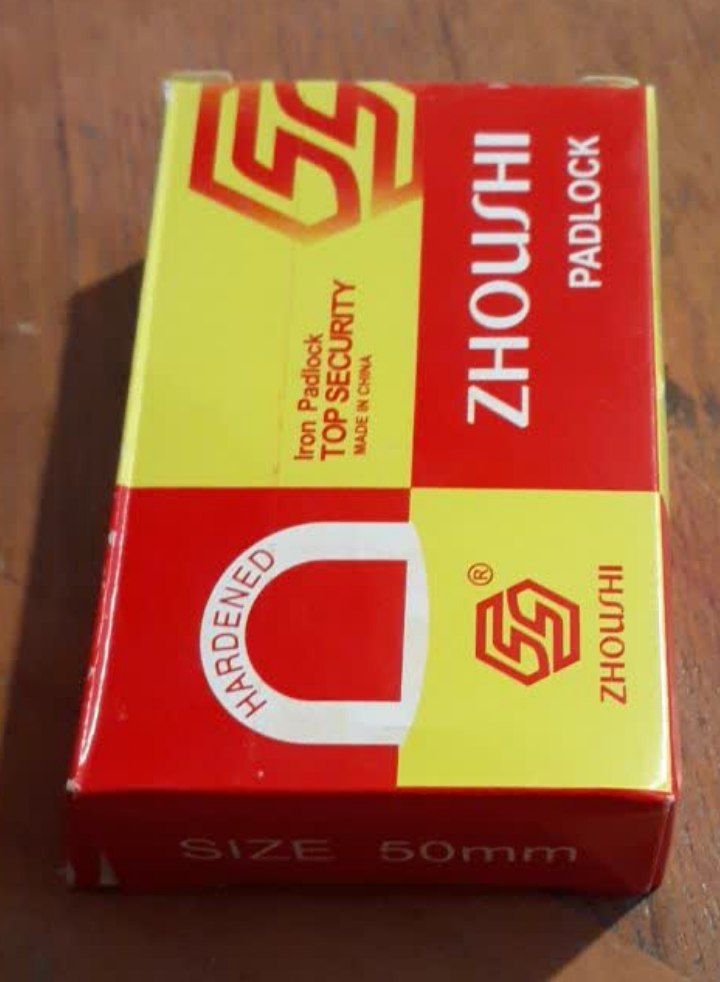 ZHOUSHI
PADLOCK
Iron Padlock
TOP SECURITY
MADE IN CHINA
HARDENED
®
ZHOUSHI
SIZE 50mm